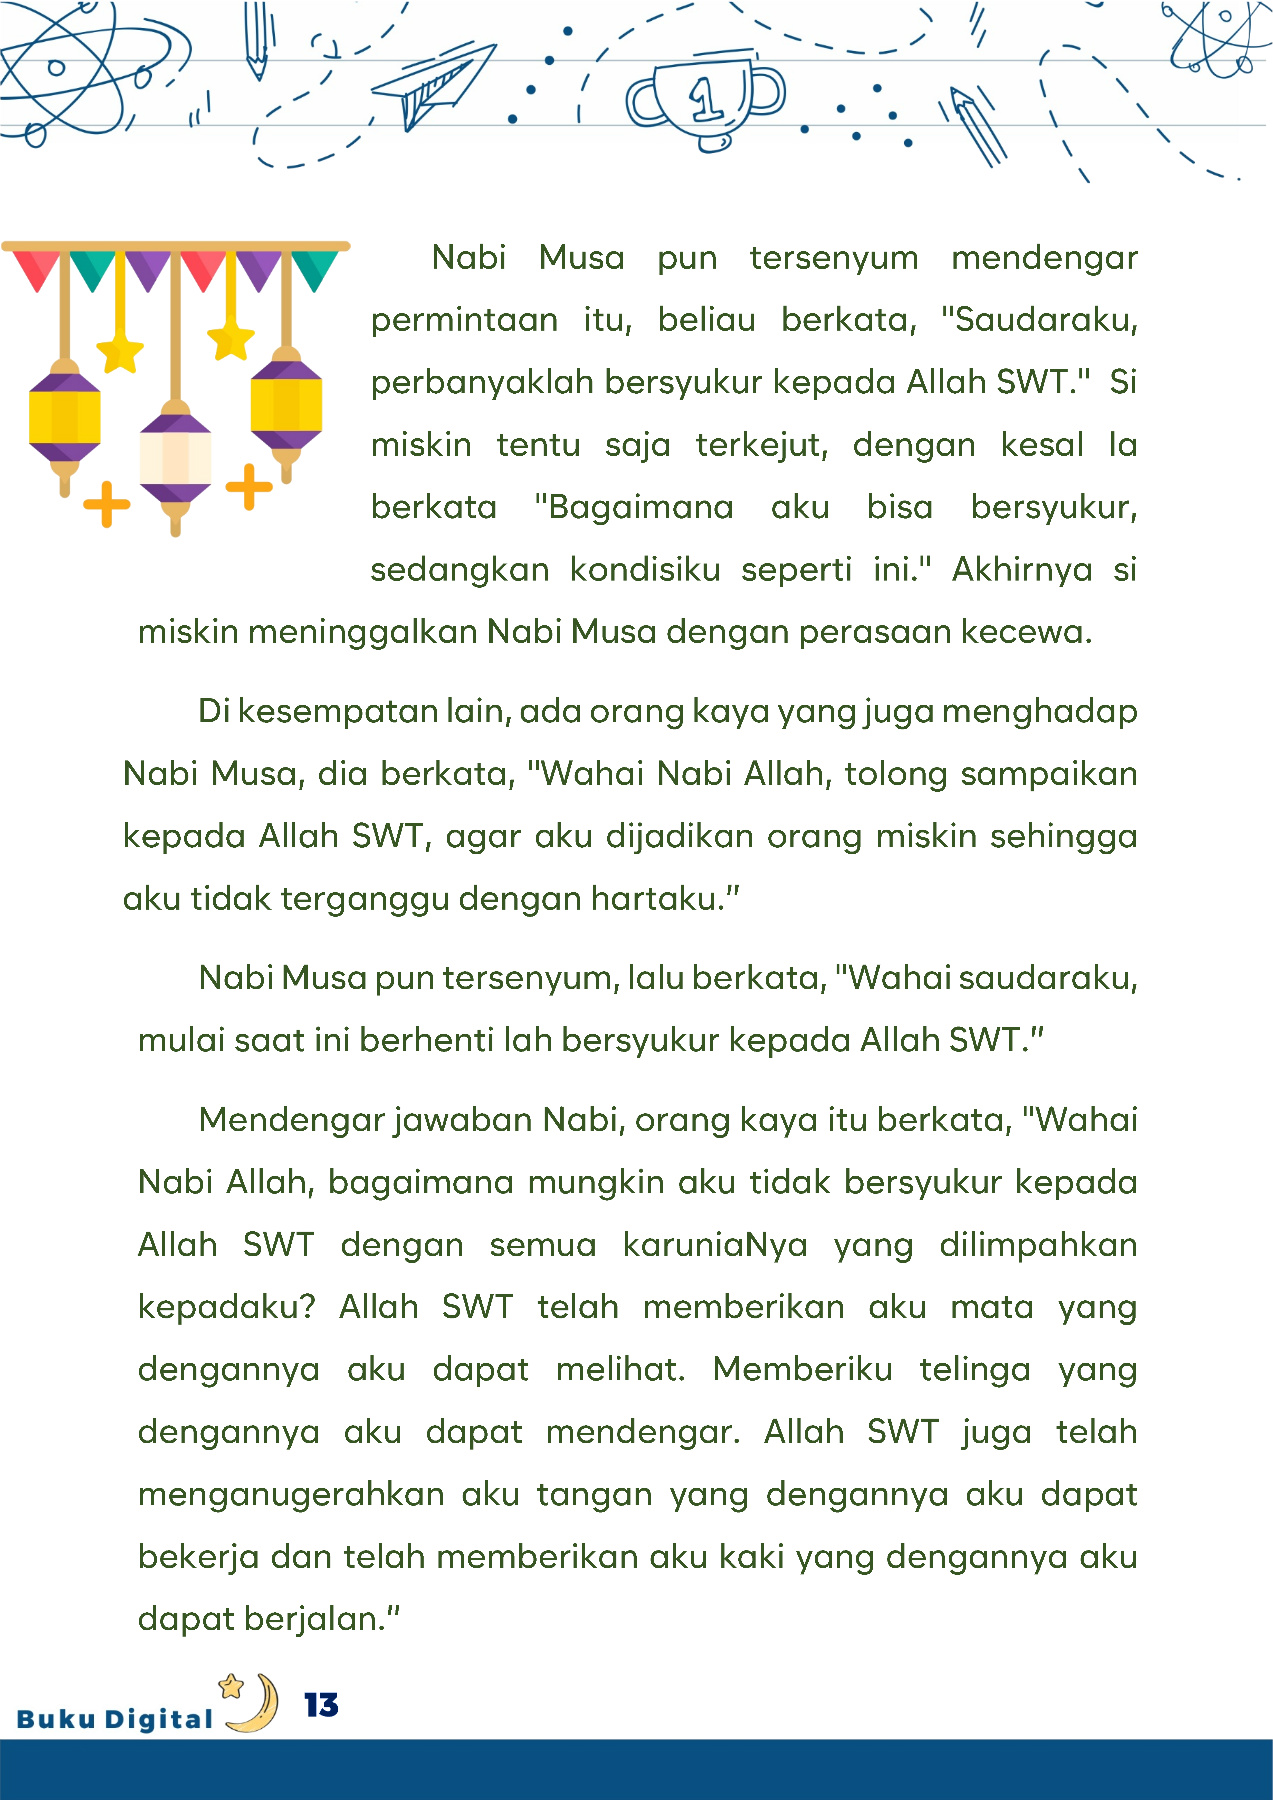 1
Nabi Musa pun tersenyum mendengar
permintaan itu, beliau berkata, "Saudaraku,
perbanyaklah bersyukur kepada Allah SWT." Si
miskin tentu saja terkejut, dengan kesal Ia
berkata "Bagaimana aku bisa bersyukur,
sedangkan kondisiku seperti ini." Akhirnya si
miskin meninggalkan Nabi Musa dengan perasaan kecewa.
Di kesempatan lain, ada orang kaya yang juga menghadap
Nabi Musa, dia berkata, "Wahai Nabi Allah, tolong sampaikan
kepada Allah SWT, agar aku dijadikan orang miskin sehingga
aku tidak terganggu dengan hartaku.”
Nabi Musa pun tersenyum, lalu berkata, "Wahai saudaraku,
mulai saat ini berhenti lah bersyukur kepada Allah SWT.”
Mendengar jawaban Nabi, orang kaya itu berkata, "Wahai
Nabi Allah, bagaimana mungkin aku tidak bersyukur kepada
Allah SWT dengan semua karuniaNya yang dilimpahkan
kepadaku? Allah SWT telah memberikan aku mata yang
dengannya aku dapat melihat. Memberiku telinga yang
dengannya aku dapat mendengar. Allah SWT juga telah
menganugerahkan aku tangan yang dengannya aku dapat
bekerja dan telah memberikan aku kaki yang dengannya aku
dapat berjalan.”
Buku Digital 13